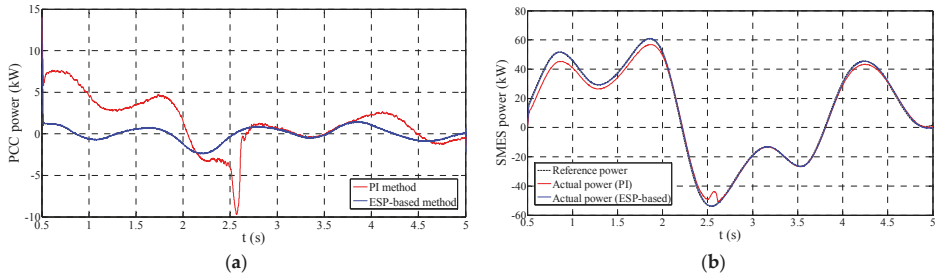 15
10
5
0
-5
-10
PCC power (kW)
PI method
ESP-based method
0.5 1 1.5 2 2.5 3 3.5 4 4.5 5
t (s)
(a)
60
40
20
0
-20
-40
-60
SMES power (kW)
Reference power
Actual power (PI)
Actual power (ESP-based)
0.5 1 1.5 2 2.5 3 3.5 4 4.5 5
t (s)
(b)